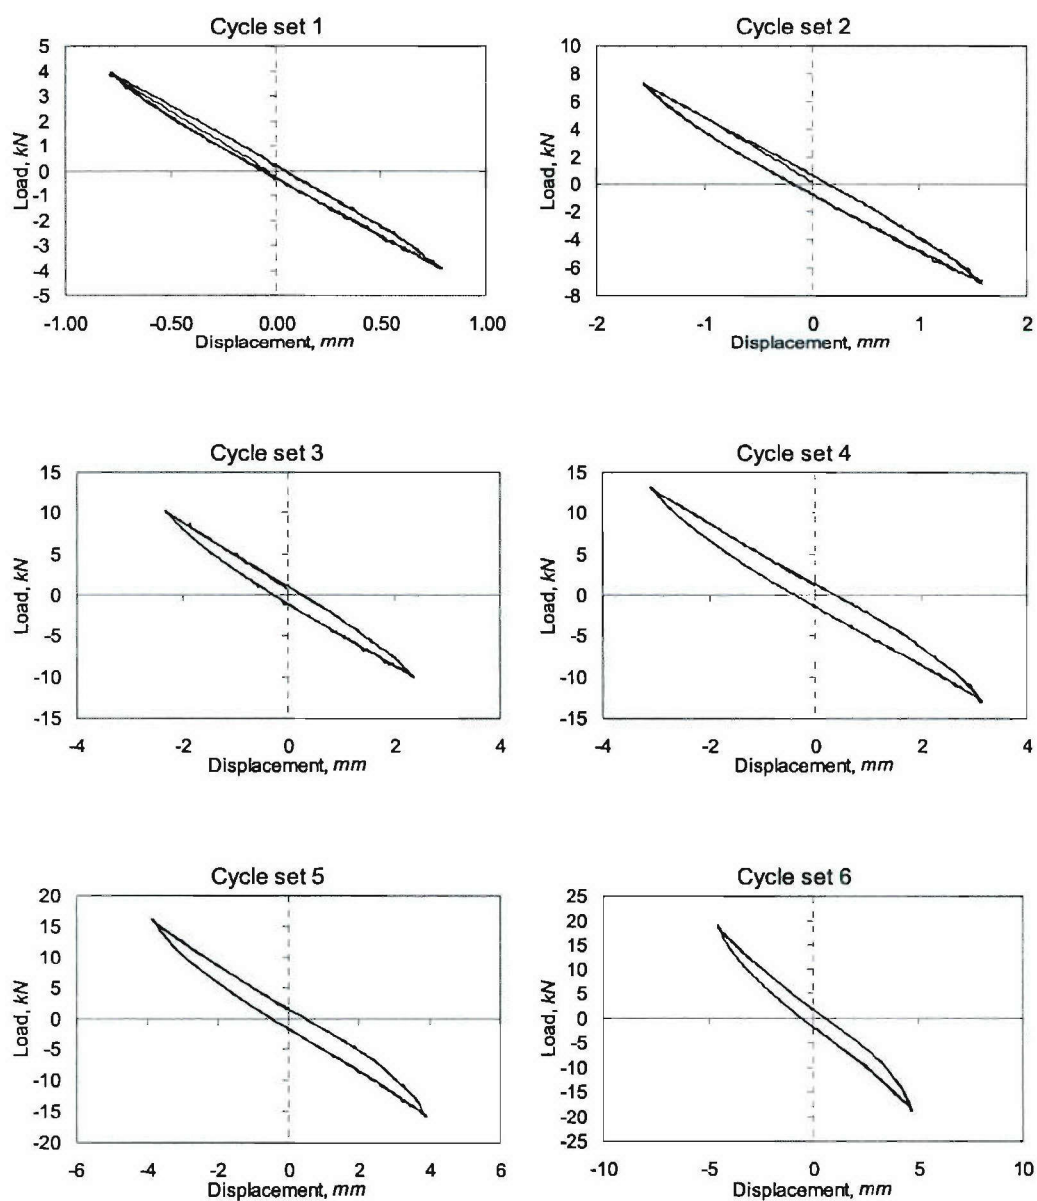 Cycle set 1
5
4
3
2
1
0
-1
-2
-3
-4
-5
Load, kN
-1.00 -0.50 0.00 0.50 1.00
Displacement, mm
Cycle set 2
10
8
6
4
2
0
-2
-4
-6
-8
Load, kN
-2 -1 0 1 2
Displacement, mm
Cycle set 3
15
10
5
0
-5
-10
-15
Load, kN
-4 -2 0 2 4
Displacement, mm
Cycle set 4
15
10
5
0
-5
-10
-15
Load, kN
-4 -2 0 2 4
Displacement, mm
Cycle set 5
20
15
10
5
0
-5
-10
-15
-20
Load, kN
-6 -4 -2 0 2 4 6
Displacement, mm
Cycle set 6
25
20
15
10
5
0
-5
-10
-15
-20
-25
Load, kN
-10 -5 0 5 10
Displacement, mm